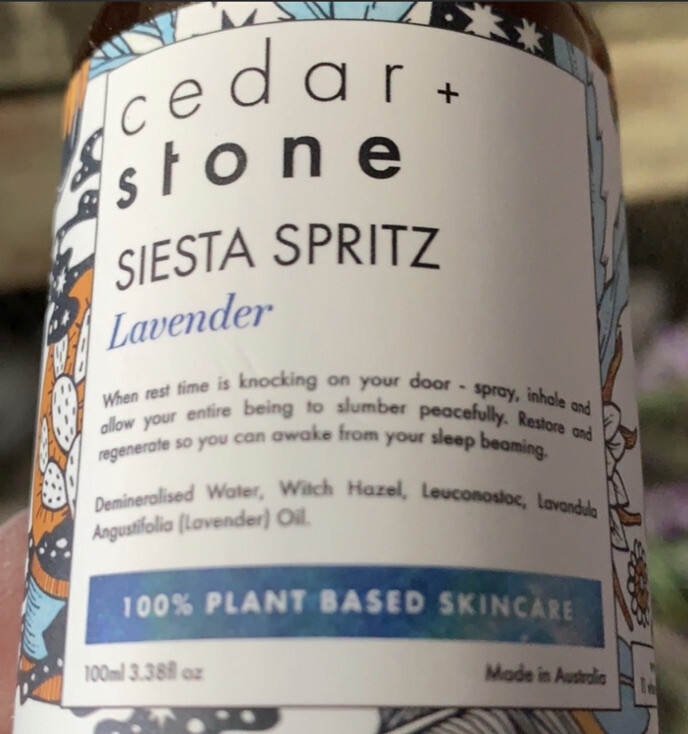 cedar +
stone
SIESTA SPRITZ
Lavender
When rest time is knocking on your door - spray, inhale and
allow your entire being to slumber peacefully. Restore and
regenerate so you can awake from your sleep beaming.
Demineralised Water, Witch Hazel, Leuconostoc, Lavandula
Angustifolia (Lavender) Oil.
100% PLANT BASED SKINCARE
100ml 3.38fl oz
Made in Australia